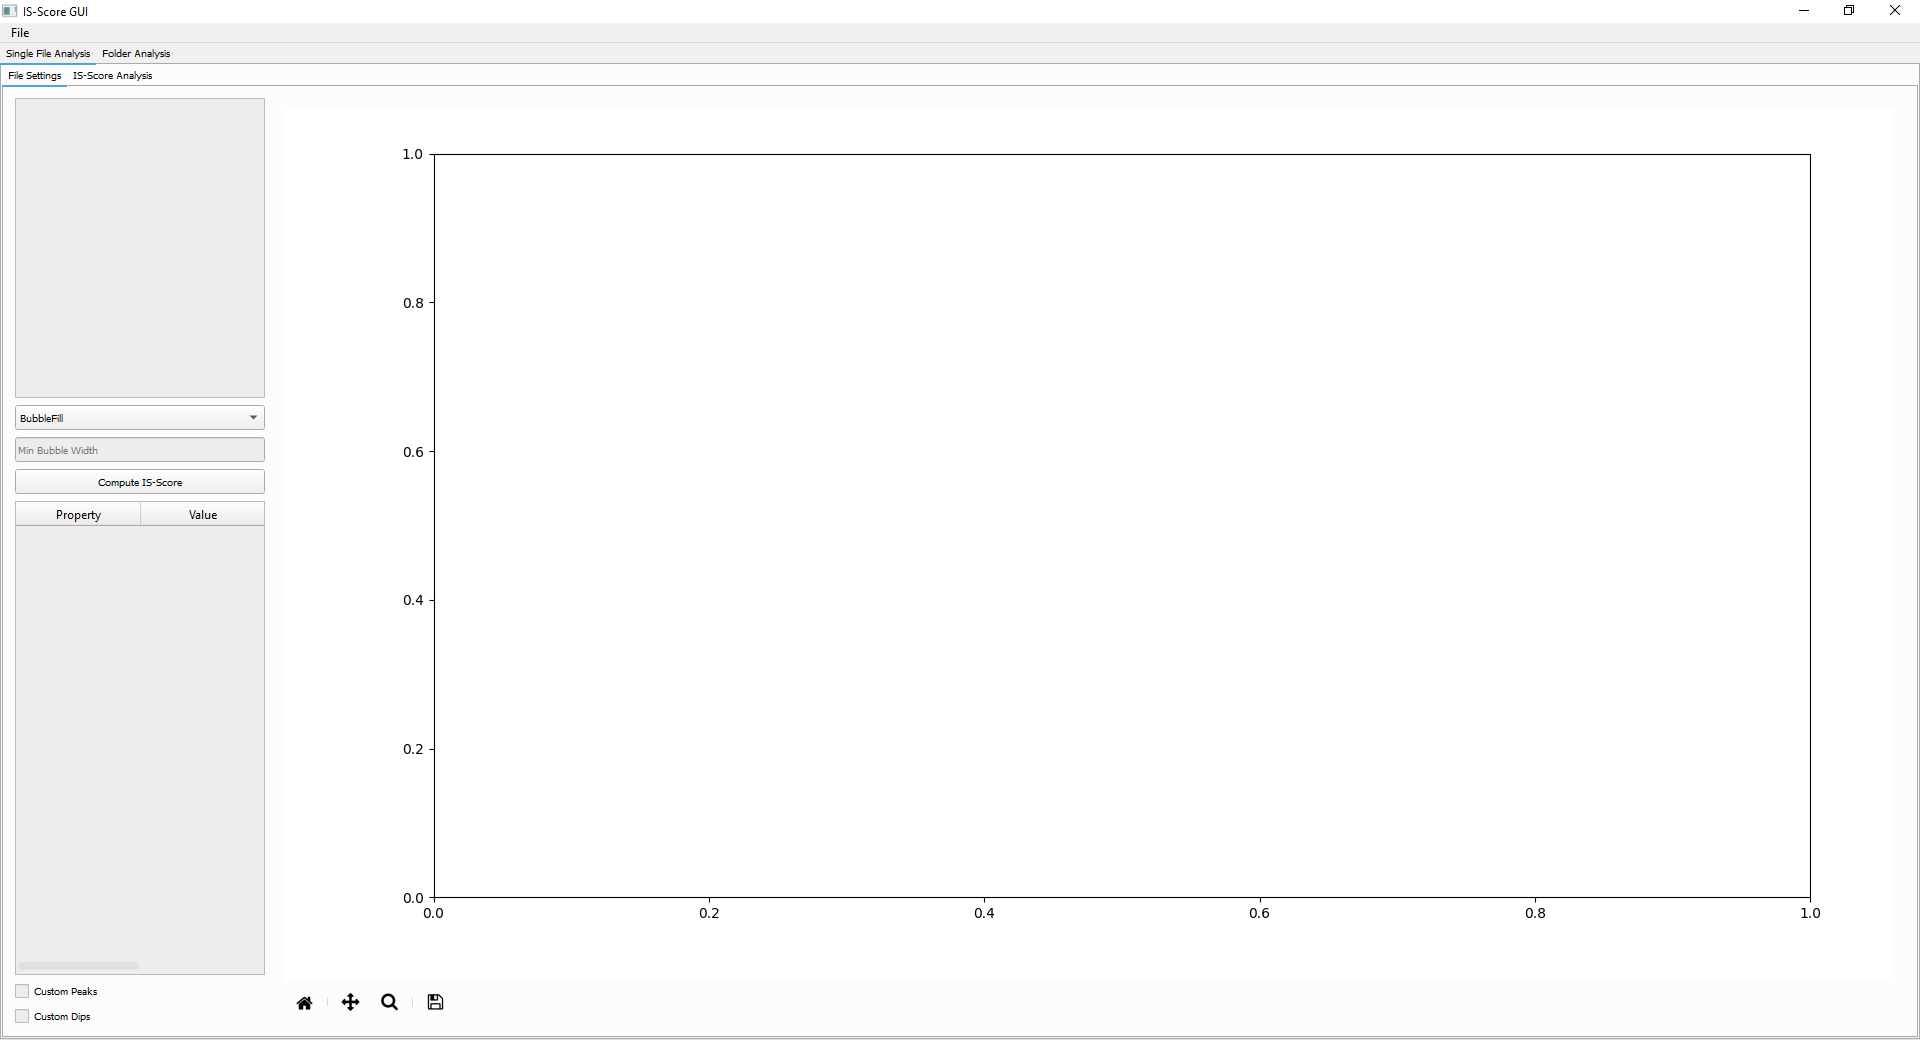 IS-Score GUI
File
Single File Analysis Folder Analysis
File Settings IS-Score Analysis
BubbleFill
Min Bubble Width
Compute IS-Score
Property Value
Custom Peaks
Custom Dips
1.0
0.8
0.6
0.4
0.2
0.0
0.0 0.2 0.4 0.6 0.8 1.0